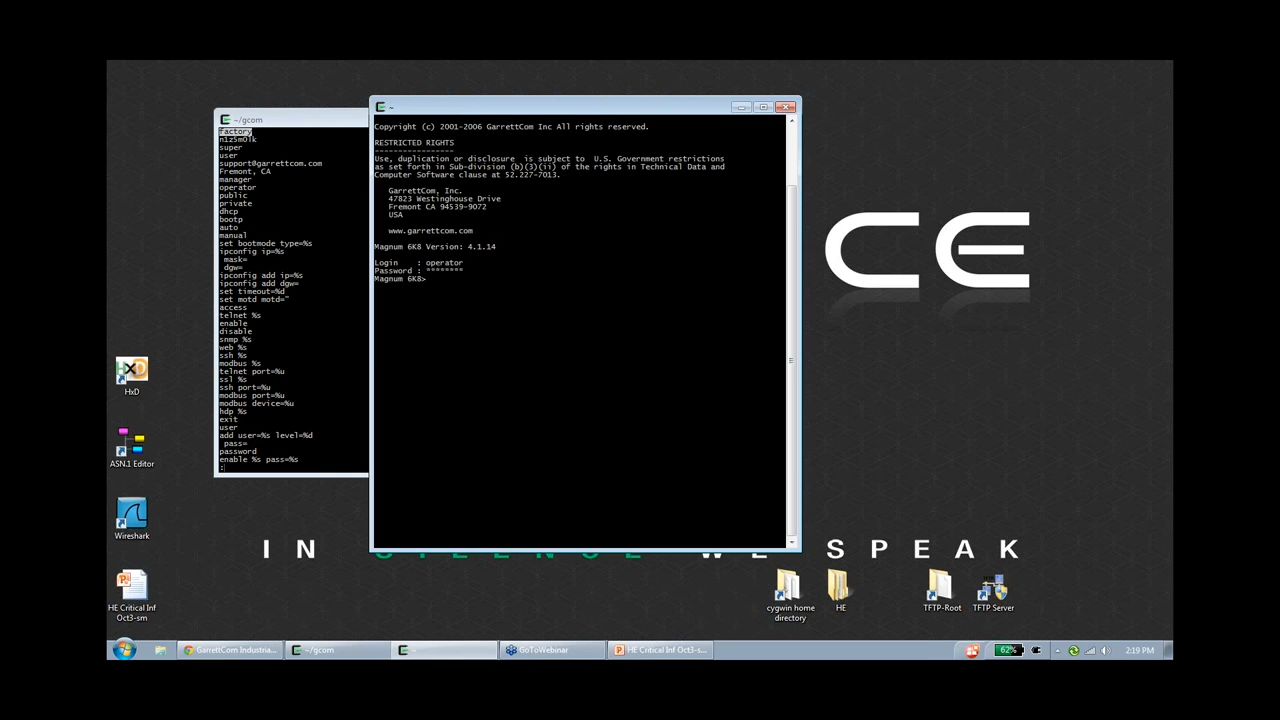 ~/gcom
factory
n1z5m0lk
super
user
support@garrettcom.com
Fremont, CA
manager
operator
public
private
dhcp
bootp
auto
manual
set bootmode type=%s
ipconfig ip=%s
mask=
dgw=
ipconfig add ip=%s
ipconfig add dgw=
set timeout=%d
set motd motd="
access
telnet %s
enable
disable
snmp %s
web %s
ssh %s
modbus %s
telnet port=%u
ssl %s
ssh port=%u
modbus port=%u
modbus device=%u
hdp %s
exit
user
add user=%s level=%d
pass=
password
enable %s pass=%s
:
~
Copyright (c) 2001-2006 GarrettCom Inc All rights reserved.
RESTRICTED RIGHTS
-----------------
Use, duplication or disclosure is subject to U.S. Government restrictions
as set forth in Sub-division (b)(3)(ii) of the rights in Technical Data and
Computer Software clause at 52.227-7013.
GarrettCom, Inc.
47823 Westinghouse Drive
Fremont CA 94539-9072
USA
www.garrettcom.com
Magnum 6K8 Version: 4.1.14
Login : operator
Password : ********
Magnum 6K8>
CE
HxD
ASN.1 Editor
Wireshark
HE Critical Inf
Oct3-sm
IN SILENCE WE SPEAK
cygwin home
directory
HE
TFTP-Root
TFTP Server
GarrettCom Industria...
~/gcom
~
GoToWebinar
HE Critical Inf Oct3-s...
62%
2:19 PM